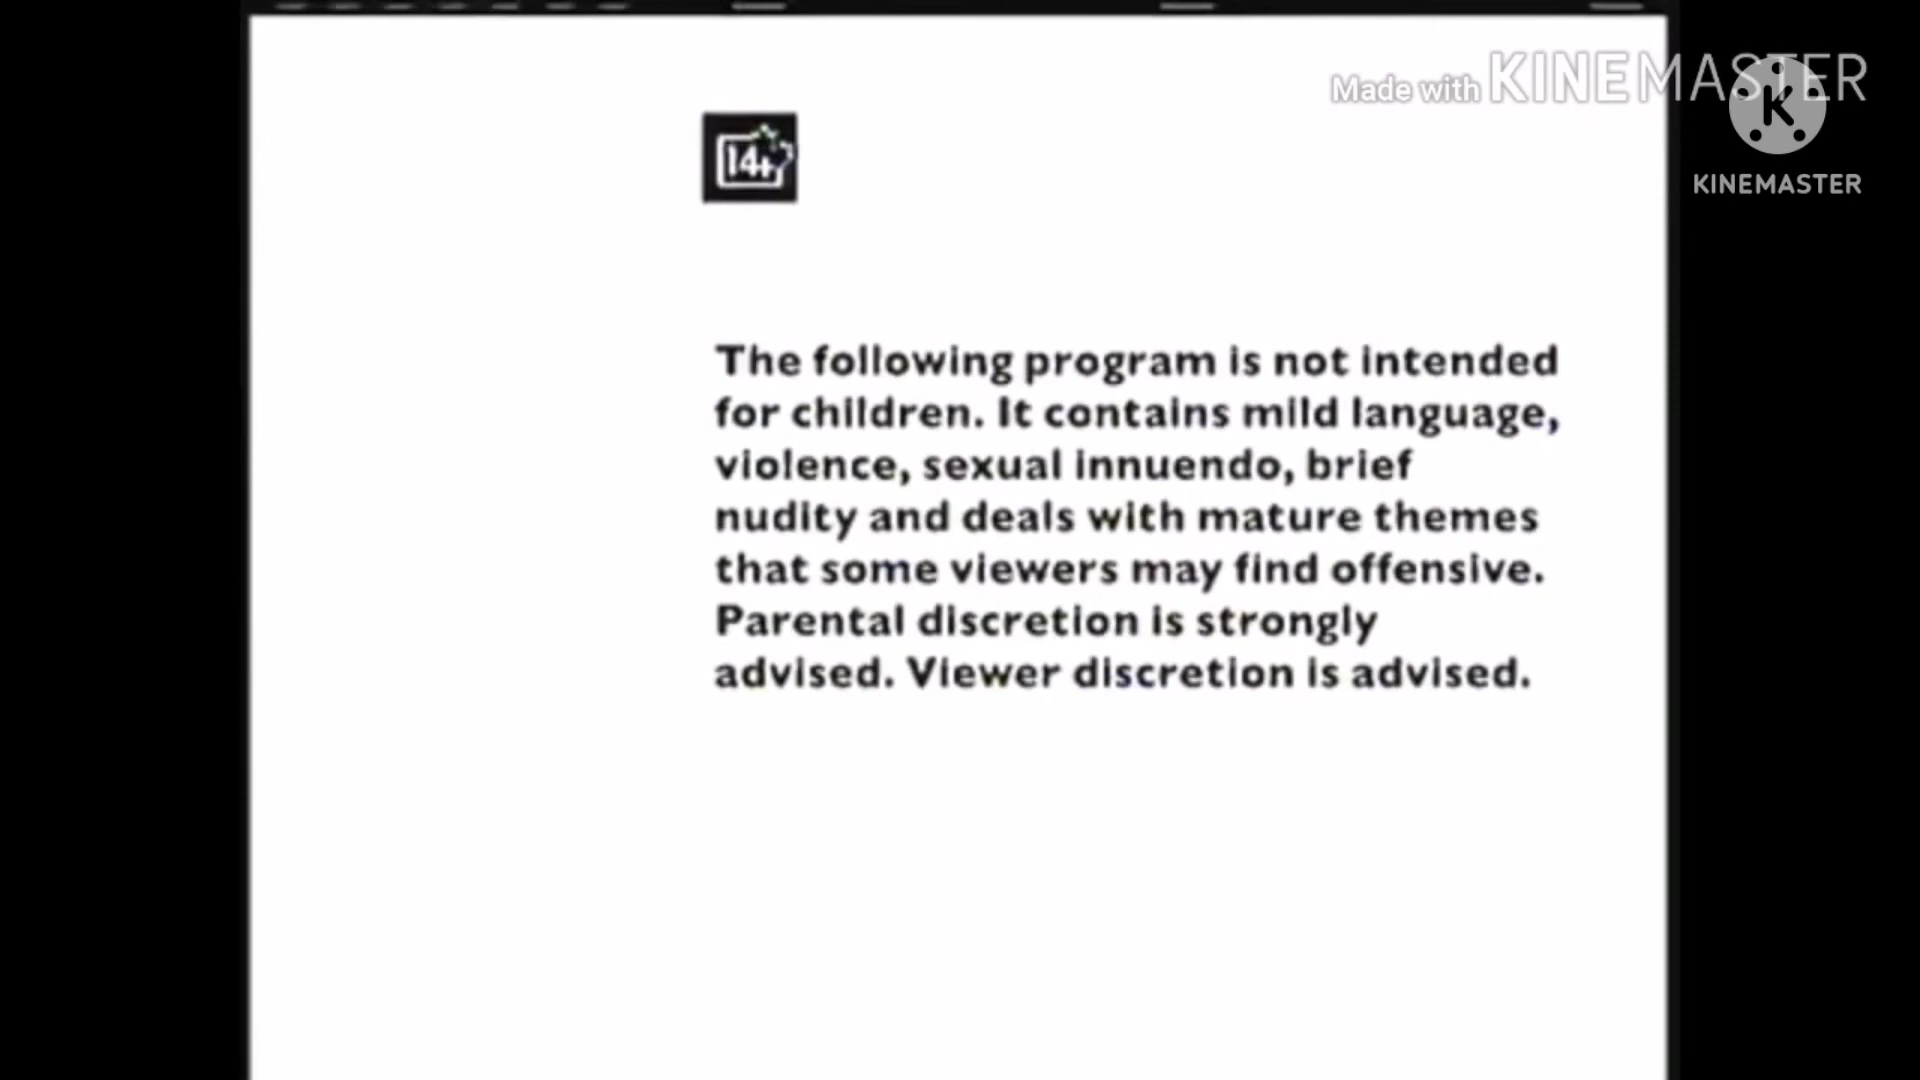 Made with KINEMASTER
K
KINEMASTER
14+
The following program is not intended
for children. It contains mild language,
violence, sexual innuendo, brief
nudity and deals with mature themes
that some viewers may find offensive.
Parental discretion is strongly
advised. Viewer discretion is advised.